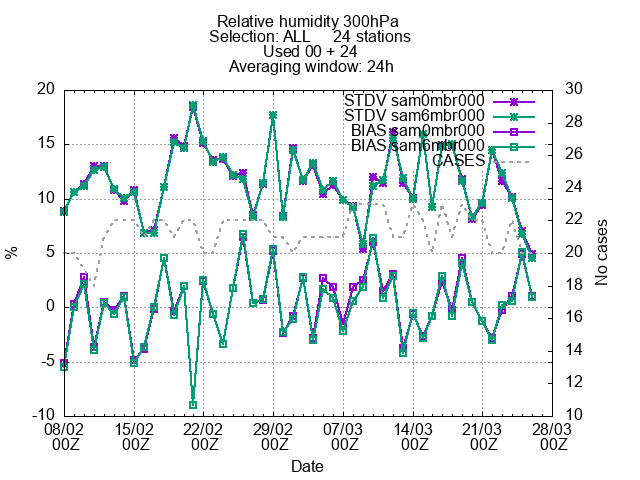 Relative humidity 300hPa
Selection: ALL 24 stations
Used 00 + 24
Averaging window: 24h
STDV sam0mbr000
STDV sam6mbr000
BIAS sam0mbr000
BIAS sam6mbr000
CASES
20
15
10
5
0
-5
-10
%
30
28
26
24
22
20
18
16
14
12
10
No cases
08/02 15/02 22/02 29/02 07/03 14/03 21/03 28/03
00Z 00Z 00Z 00Z 00Z 00Z 00Z 00Z
Date